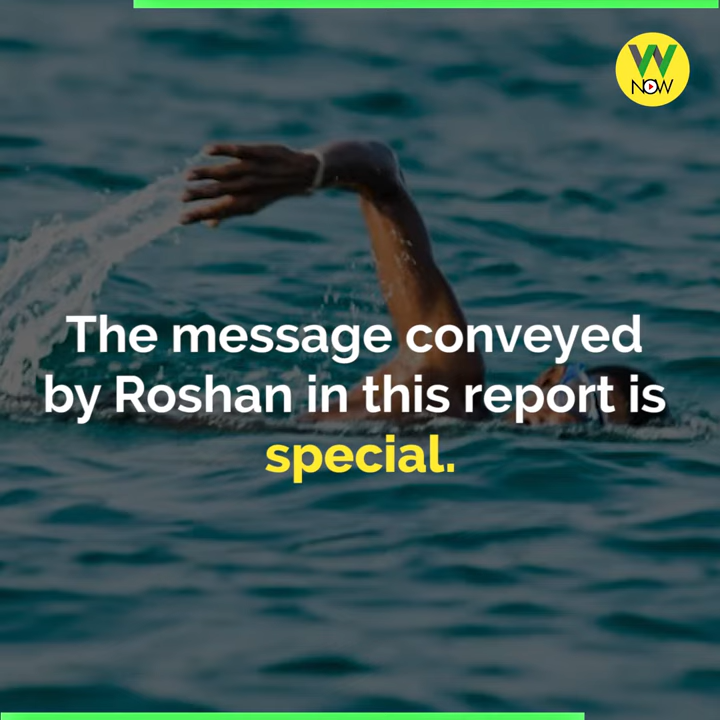 W
NOW
The message conveyed
by Roshan in this report is
special.